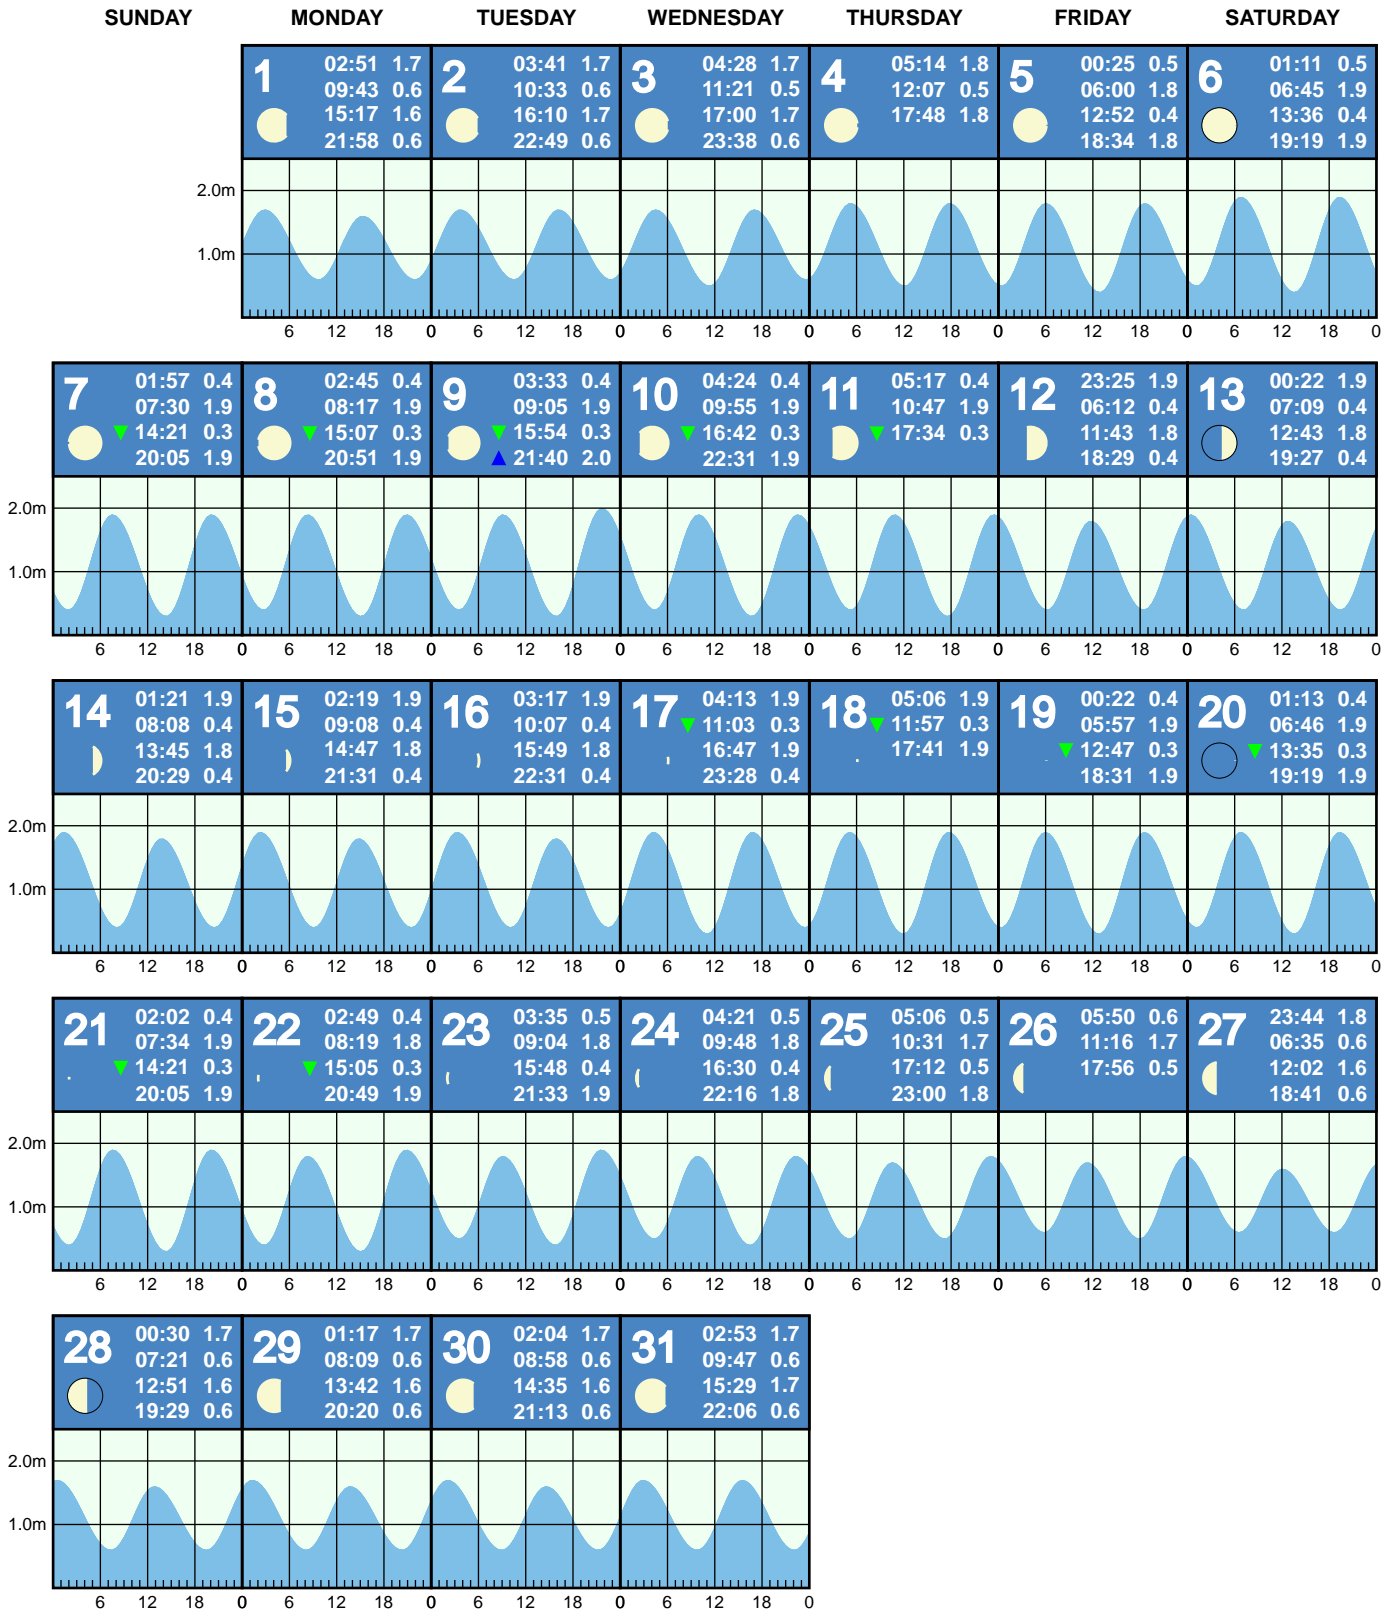 SUNDAY MONDAY TUESDAY WEDNESDAY THURSDAY FRIDAY SATURDAY
1 02:51 1.7
09:43 0.6
15:17 1.6
21:58 0.6
2 03:41 1.7
10:33 0.6
16:10 1.7
22:49 0.6
3 04:28 1.7
11:21 0.5
17:00 1.7
23:38 0.6
4 05:14 1.8
12:07 0.5
17:48 1.8
5 00:25 0.5
06:00 1.8
12:52 0.4
18:34 1.8
6 01:11 0.5
06:45 1.9
13:36 0.4
19:19 1.9
2.0m
1.0m
6 12 18 0 6 12 18 0 6 12 18 0 6 12 18 0 6 12 18 0 6 12 18 0
7 01:57 0.4
07:30 1.9
14:21 0.3
20:05 1.9
8 02:45 0.4
08:17 1.9
15:07 0.3
20:51 1.9
9 03:33 0.4
09:05 1.9
15:54 0.3
21:40 2.0
10 04:24 0.4
09:55 1.9
16:42 0.3
22:31 1.9
11 05:17 0.4
10:47 1.9
17:34 0.3
12 23:25 1.9
06:12 0.4
11:43 1.8
18:29 0.4
13 00:22 1.9
07:09 0.4
12:43 1.8
19:27 0.4
2.0m
1.0m
6 12 18 0 6 12 18 0 6 12 18 0 6 12 18 0 6 12 18 0 6 12 18 0 6 12 18 0
14 01:21 1.9
08:08 0.4
13:45 1.8
20:29 0.4
15 02:19 1.9
09:08 0.4
14:47 1.8
21:31 0.4
16 03:17 1.9
10:07 0.4
15:49 1.8
22:31 0.4
17 04:13 1.9
11:03 0.3
16:47 1.9
23:28 0.4
18 05:06 1.9
11:57 0.3
17:41 1.9
19 00:22 0.4
05:57 1.9
12:47 0.3
18:31 1.9
20 01:13 0.4
06:46 1.9
13:35 0.3
19:19 1.9
2.0m
1.0m
6 12 18 0 6 12 18 0 6 12 18 0 6 12 18 0 6 12 18 0 6 12 18 0 6 12 18 0
21 02:02 0.4
07:34 1.9
14:21 0.3
20:05 1.9
22 02:49 0.4
08:19 1.8
15:05 0.3
20:49 1.9
23 03:35 0.5
09:04 1.8
15:48 0.4
21:33 1.9
24 04:21 0.5
09:48 1.8
16:30 0.4
22:16 1.8
25 05:06 0.5
10:31 1.7
17:12 0.5
23:00 1.8
26 05:50 0.6
11:16 1.7
17:56 0.5
27 23:44 1.8
06:35 0.6
12:02 1.6
18:41 0.6
2.0m
1.0m
6 12 18 0 6 12 18 0 6 12 18 0 6 12 18 0 6 12 18 0 6 12 18 0 6 12 18 0
28 00:30 1.7
07:21 0.6
12:51 1.6
19:29 0.6
29 01:17 1.7
08:09 0.6
13:42 1.6
20:20 0.6
30 02:04 1.7
08:58 0.6
14:35 1.6
21:13 0.6
31 02:53 1.7
09:47 0.6
15:29 1.7
22:06 0.6
2.0m
1.0m
6 12 18 0 6 12 18 0 6 12 18 0 6 12 18 0